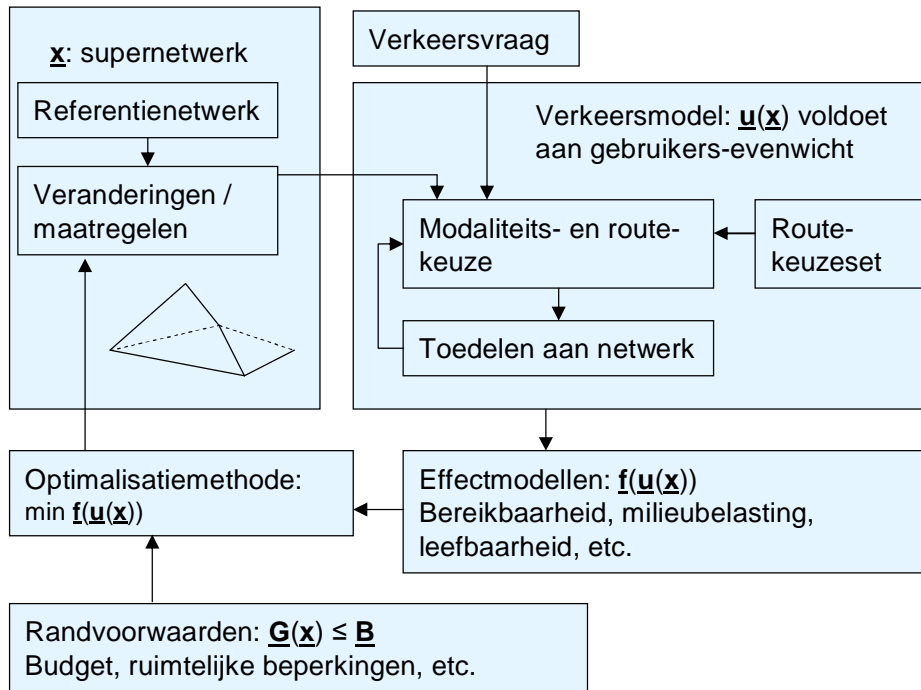 x: supernetwerk
Referentienetwerk
Veranderingen /
maatregelen
Verkeersvraag
Verkeersmodel: u(x) voldoet
aan gebruikers-evenwicht
Modaliteits- en route-
keuze
Route-
keuzeset
Toedelen aan netwerk
Optimalisatiemethode:
min f(u(x))
Effectmodellen: f(u(x))
Bereikbaarheid, milieubelasting,
leefbaarheid, etc.
Randvoorwaarden: G(x) ≤ B
Budget, ruimtelijke beperkingen, etc.